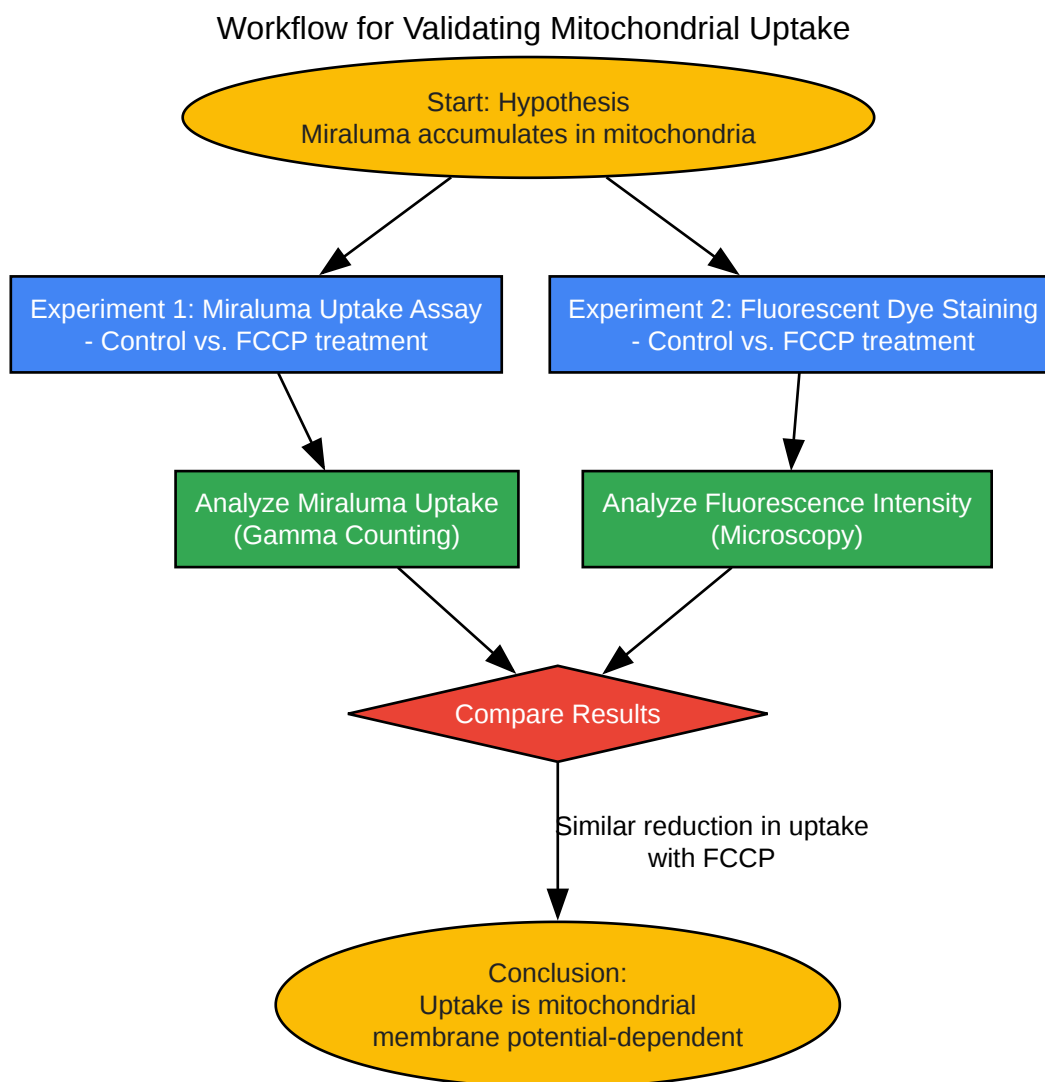 Workflow for Validating Mitochondrial Uptake
Start: Hypothesis
Miraluma accumulates in mitochondria
Experiment 1: Miraluma Uptake Assay
- Control vs. FCCP treatment
Experiment 2: Fluorescent Dye Staining
- Control vs. FCCP treatment
Analyze Miraluma Uptake
(Gamma Counting)
Analyze Fluorescence Intensity
(Microscopy)
Compare Results
Similar reduction in uptake
with FCCP
Conclusion:
Uptake is mitochondrial
membrane potential-dependent